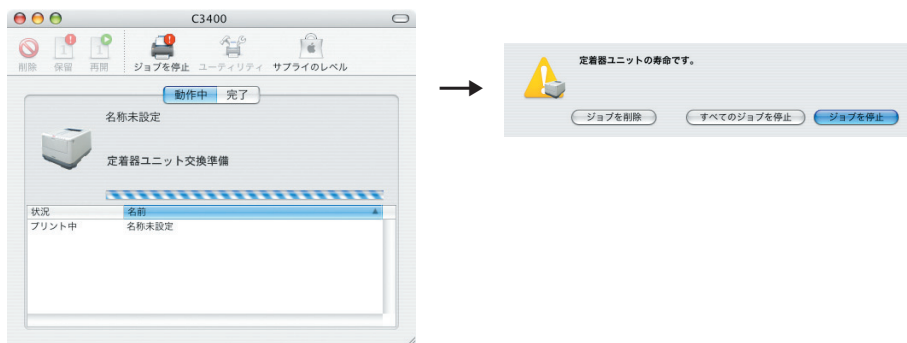 C3400
削除 保留 再開 ジョブを停止 ユーティリティ サプライのレベル
動作中 完了
名称未設定
定着器ユニット交換準備
状況 名前
プリント中 名称未設定
定着器ユニットの寿命です。
ジョブを削除 すべてのジョブを停止 ジョブを停止